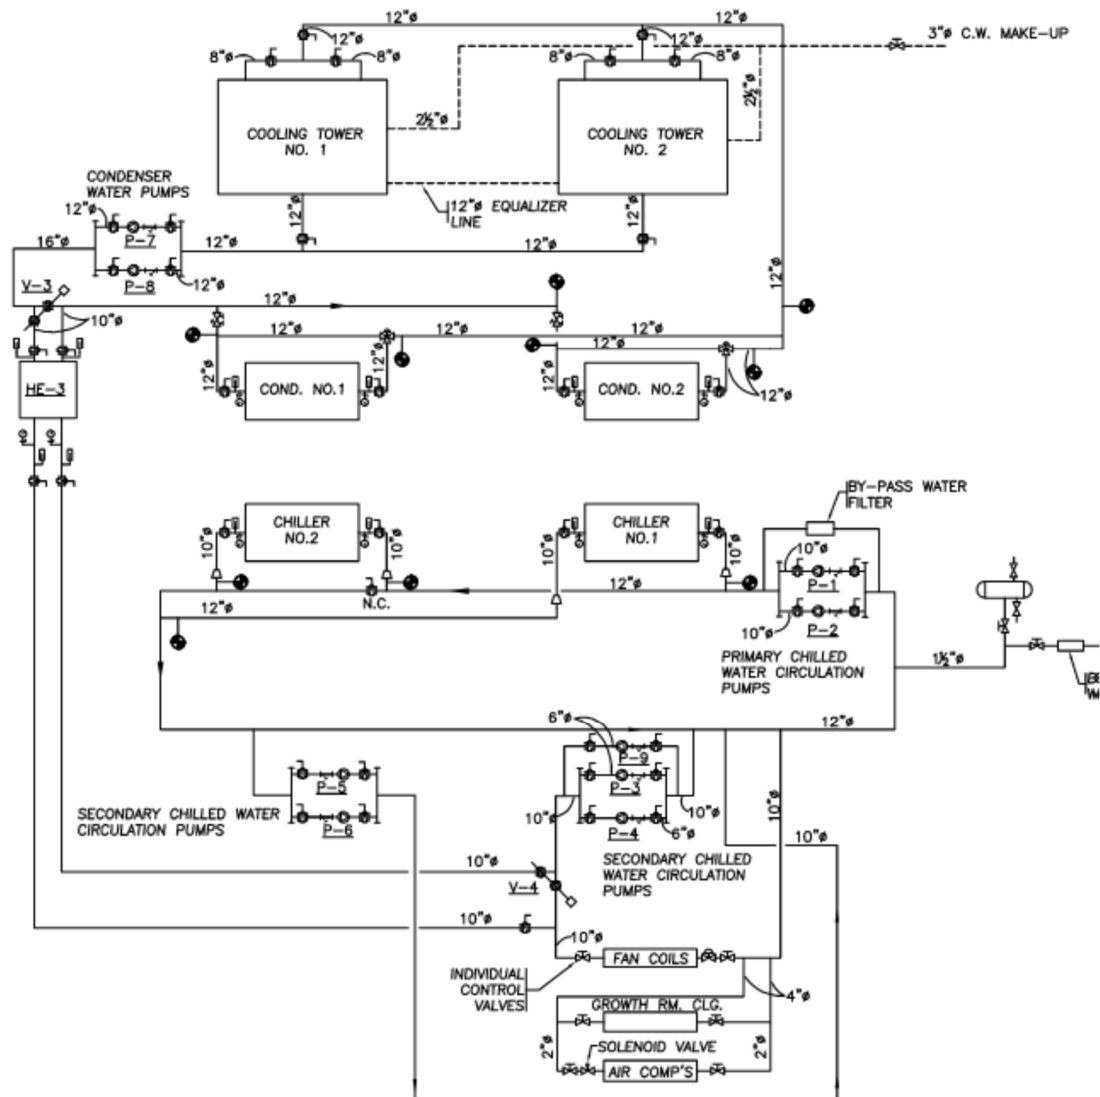 12"ø
12"ø
12"ø
3"ø C.W. MAKE-UP
8"ø
8"ø
8"ø
8"ø
2½"ø
2½"ø
COOLING TOWER
NO. 1
COOLING TOWER
NO. 2
CONDENSER
WATER PUMPS
12"ø EQUALIZER
LINE
12"ø
12"ø
12"ø
16"ø
P-7
12"ø
12"ø
12"ø
V-3
P-8
12"ø
12"ø
10"ø
12"ø
12"ø
12"ø
12"ø
12"ø
12"ø
12"ø
HE-3
COND. NO.1
COND. NO.2
12"ø
BY-PASS WATER
FILTER
CHILLER
NO.2
CHILLER
NO.1
10"ø
10"ø
10"ø
10"ø
10"ø
P-1
12"ø
N.C.
12"ø
10"ø
P-2
PRIMARY CHILLED
WATER CIRCULATION
PUMPS
1½"ø
6"ø
12"ø
P-9
P-5
P-3
SECONDARY CHILLED WATER
CIRCULATION PUMPS
P-6
10"ø
P-4
10"ø
6"ø
10"ø
10"ø
SECONDARY CHILLED
WATER CIRCULATION
PUMPS
10"ø
V-4
10"ø
10"ø
FAN COILS
INDIVIDUAL
CONTROL
VALVES
4"ø
GROWTH RM. CLG.
2"ø
SOLENOID VALVE
2"ø
AIR COMP'S